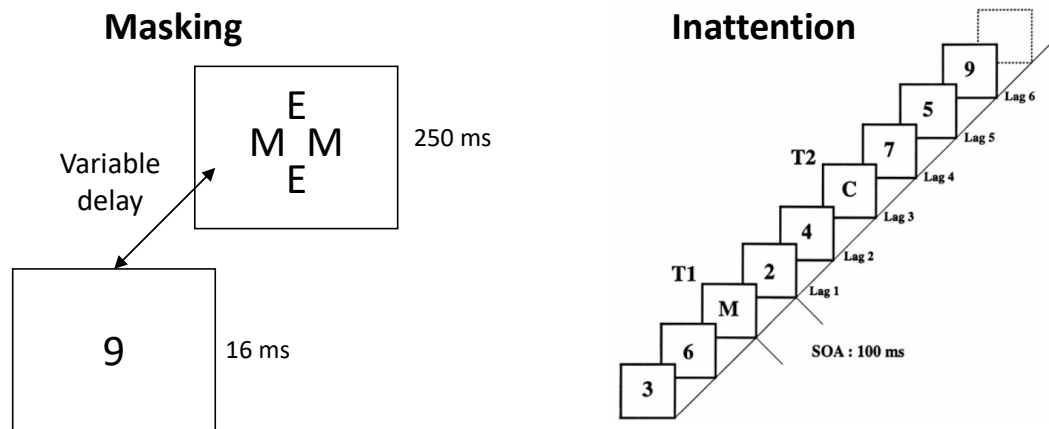 Masking
E
M M
E
250 ms
Variable
delay
9
16 ms
Inattention
9
Lag 6
5
Lag 5
7
Lag 4
T2
C
Lag 3
4
Lag 2
T1
2
Lag 1
M
SOA : 100 ms
6
3